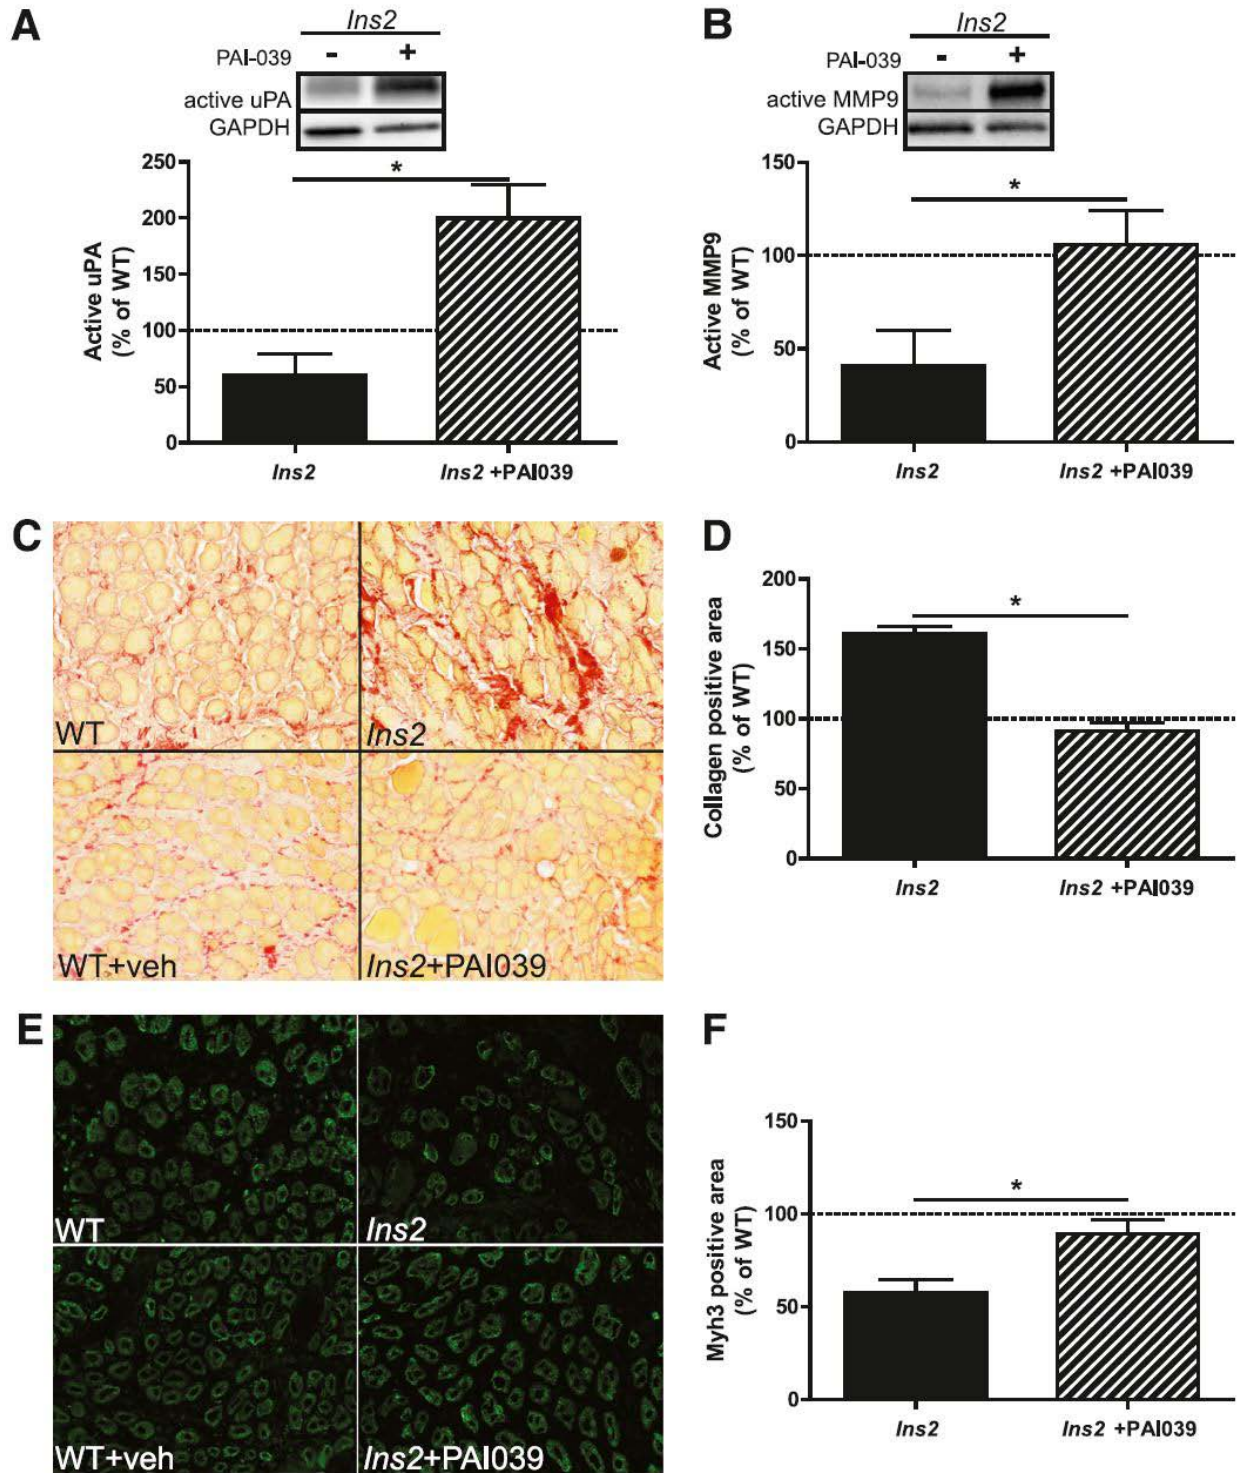 A
Ins2
PAI-039 - +
active uPA
GAPDH
250
200
150
100
50
0
Active uPA
(% of WT)
*
Ins2
Ins2 +PAI039
B
Ins2
PAI-039 - +
active MMP9
GAPDH
150
100
50
0
Active MMP9
(% of WT)
*
Ins2
Ins2 +PAI039
C
WT
Ins2
WT+veh
Ins2+PAI039
D
200
150
100
50
0
Collagen positive area
(% of WT)
*
Ins2
Ins2 +PAI039
E
WT
Ins2
WT+veh
Ins2+PAI039
F
150
100
50
0
Myh3 positive area
(% of WT)
*
Ins2
Ins2 +PAI039